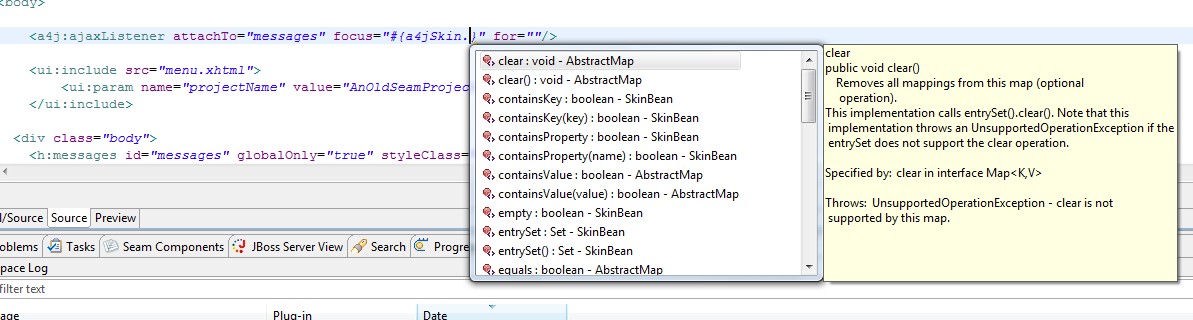 <body>
<a4j:ajaxListener attachTo="messages" focus="#{a4jSkin.}" for=""/>
<ui:include src="menu.xhtml">
<ui:param name="projectName" value="AnOldSeamProjec
</ui:include>
<div class="body">
<h:messages id="messages" globalOnly="true" styleClass=
clear : void - AbstractMap
clear() : void - AbstractMap
containsKey : boolean - SkinBean
containsKey(key) : boolean - SkinBean
containsProperty : boolean - SkinBean
containsProperty(name) : boolean - SkinBean
containsValue : boolean - AbstractMap
containsValue(value) : boolean - AbstractMap
empty : boolean - SkinBean
entrySet : Set - SkinBean
entrySet() : Set - SkinBean
equals : boolean - AbstractMap
clear
public void clear()
Removes all mappings from this map (optional
operation).
This implementation calls entrySet().clear(). Note that this
implementation throws an UnsupportedOperationException if the
entrySet does not support the clear operation.
Specified by: clear in interface Map<K,V>
Throws: UnsupportedOperationException - clear is not
supported by this map.
l/Source Source Preview
oblems Tasks Seam Components JBoss Server View Search Progre
pace Log
filter text
age Plug-in Date